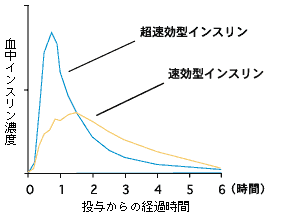 超速効型インスリン
速効型インスリン
血中インスリン濃度
0 1 2 3 4 5 6 (時間)
投与からの経過時間